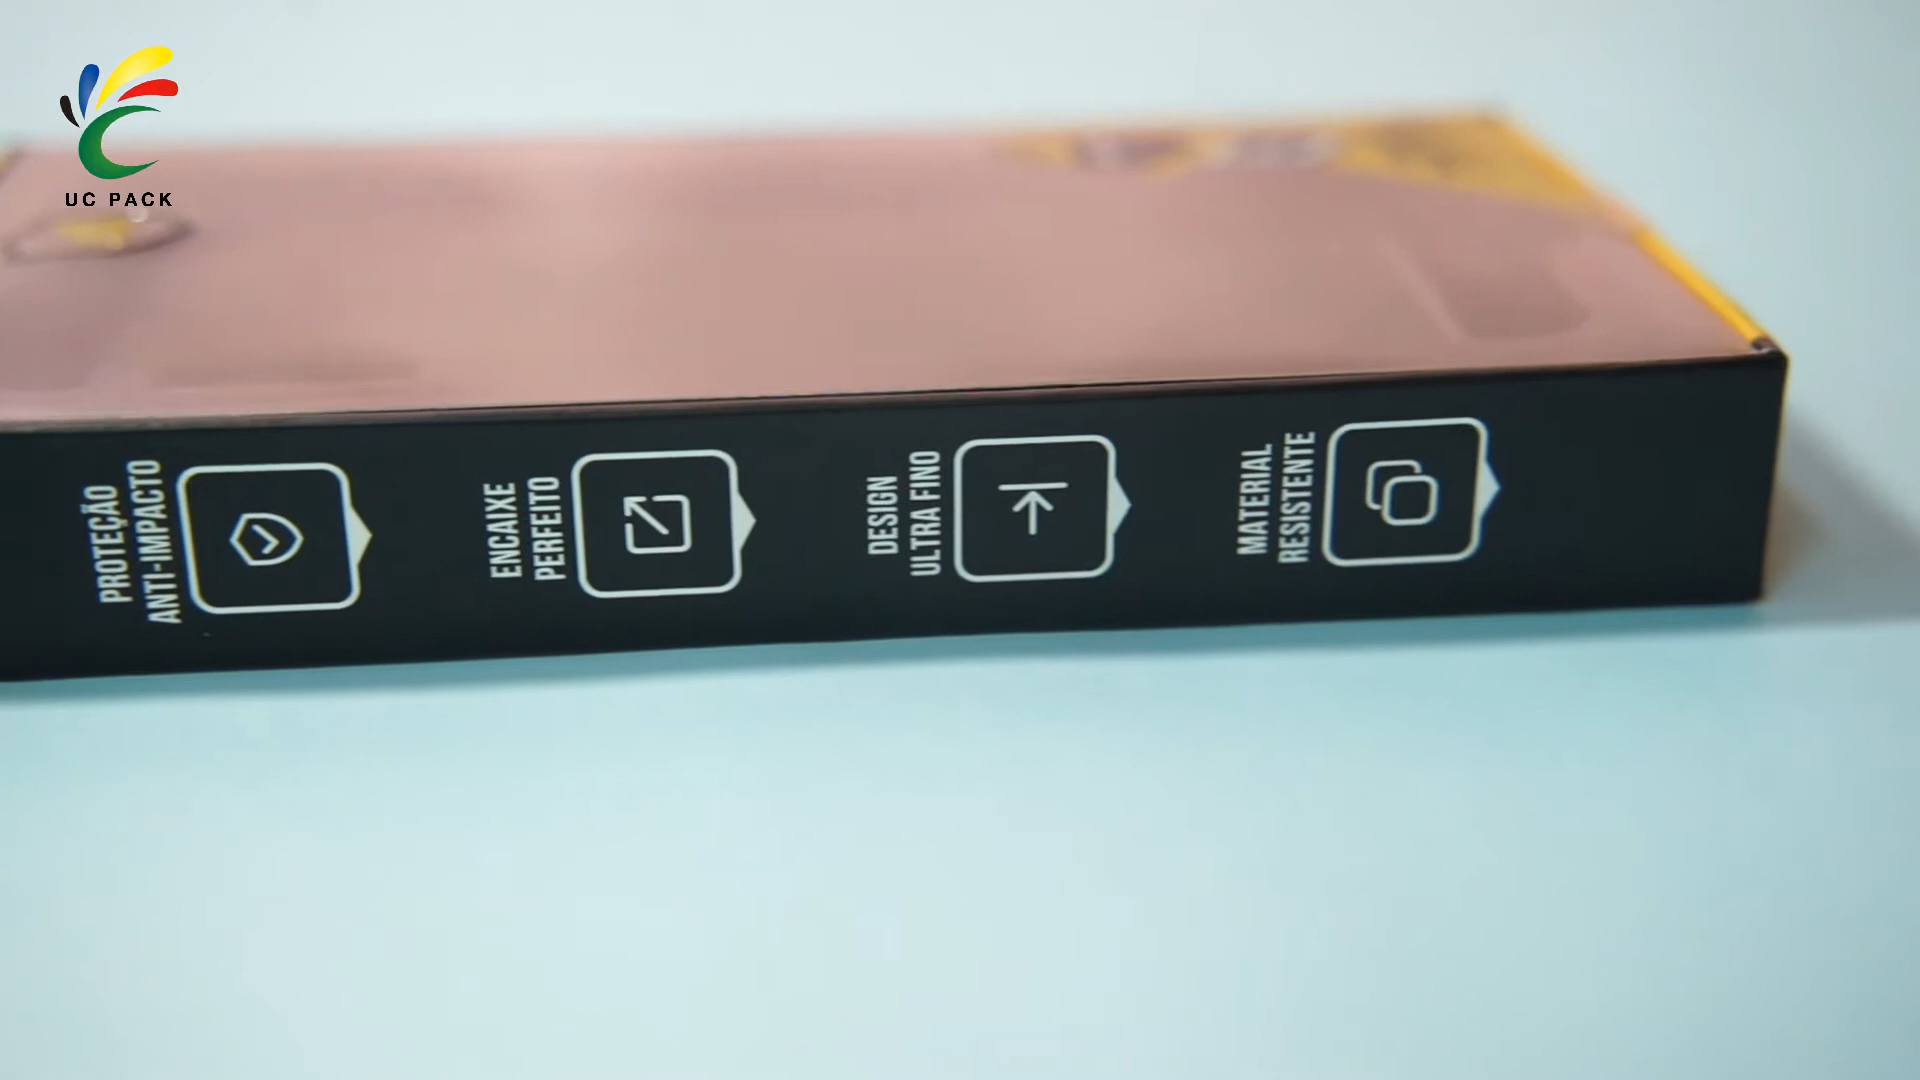 UC PACK
PROTEÇÃO
ANTI-IMPACTO
ENCAIXE
PERFEITO
DESIGN
ULTRA FINO
MATERIAL
RESISTENTE